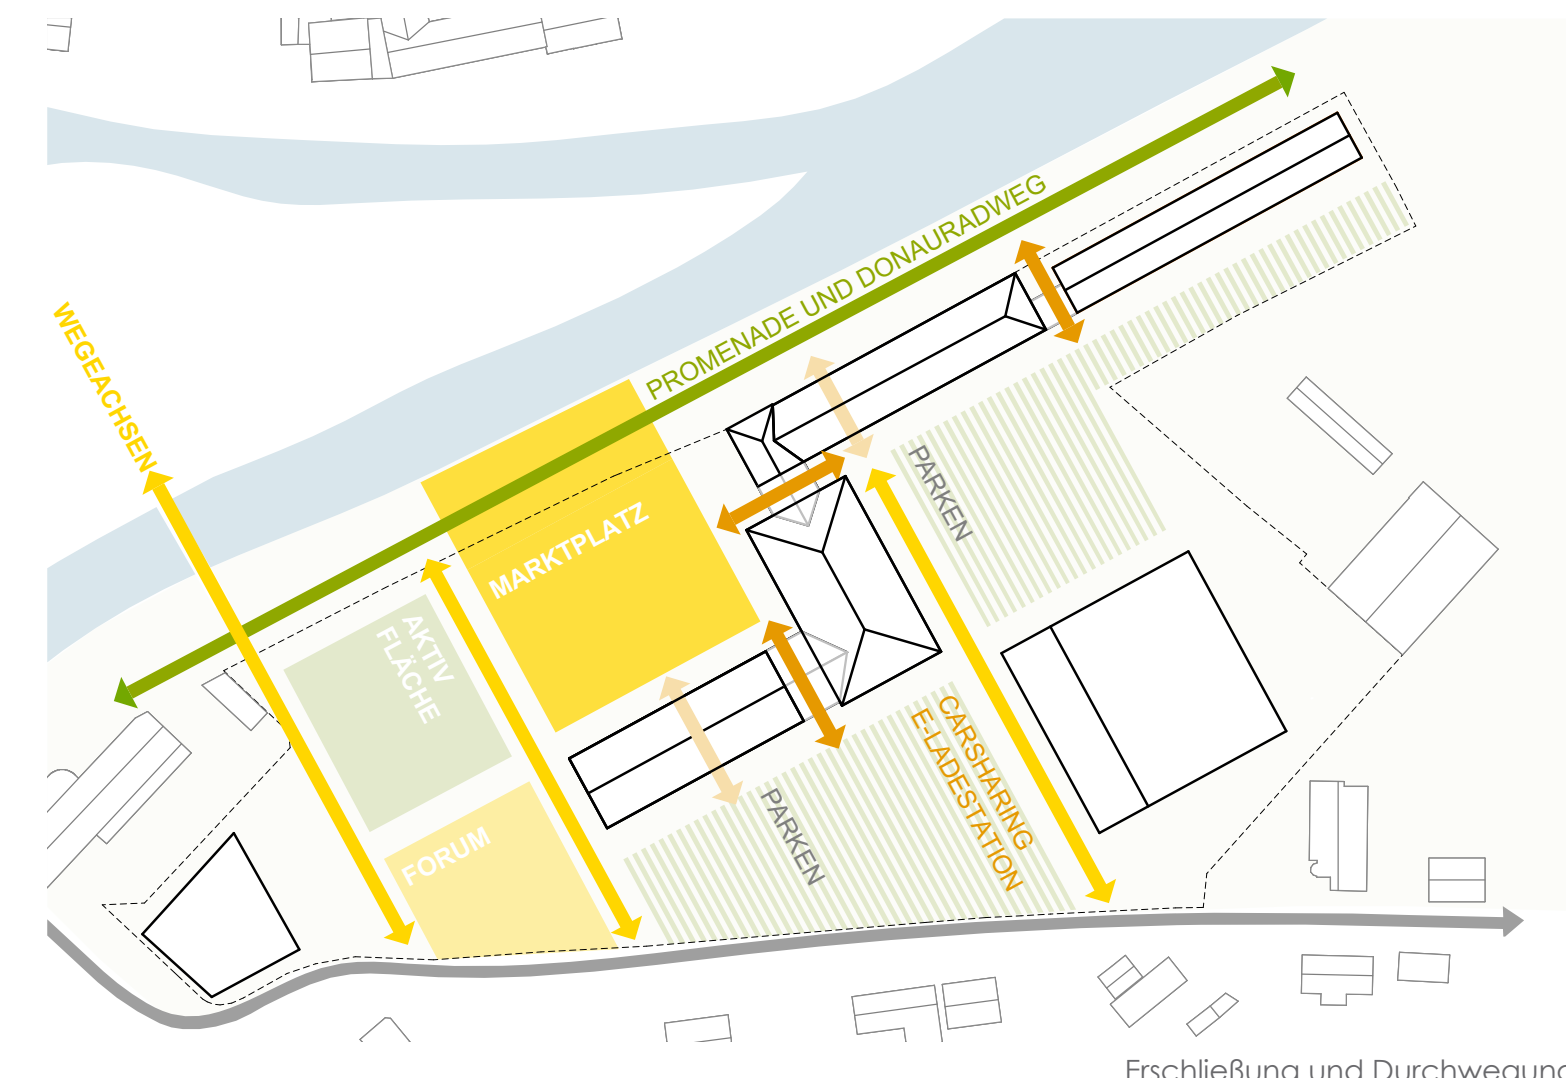 PROMENADE UND DONAURADWEG
WEGEACHSEN
MARKTPLATZ
PARKEN
AKTIV
FLÄCHE
FORUM
PARKEN
CARSHARING
E-LADESTATION
Erschließung und Durchwegung